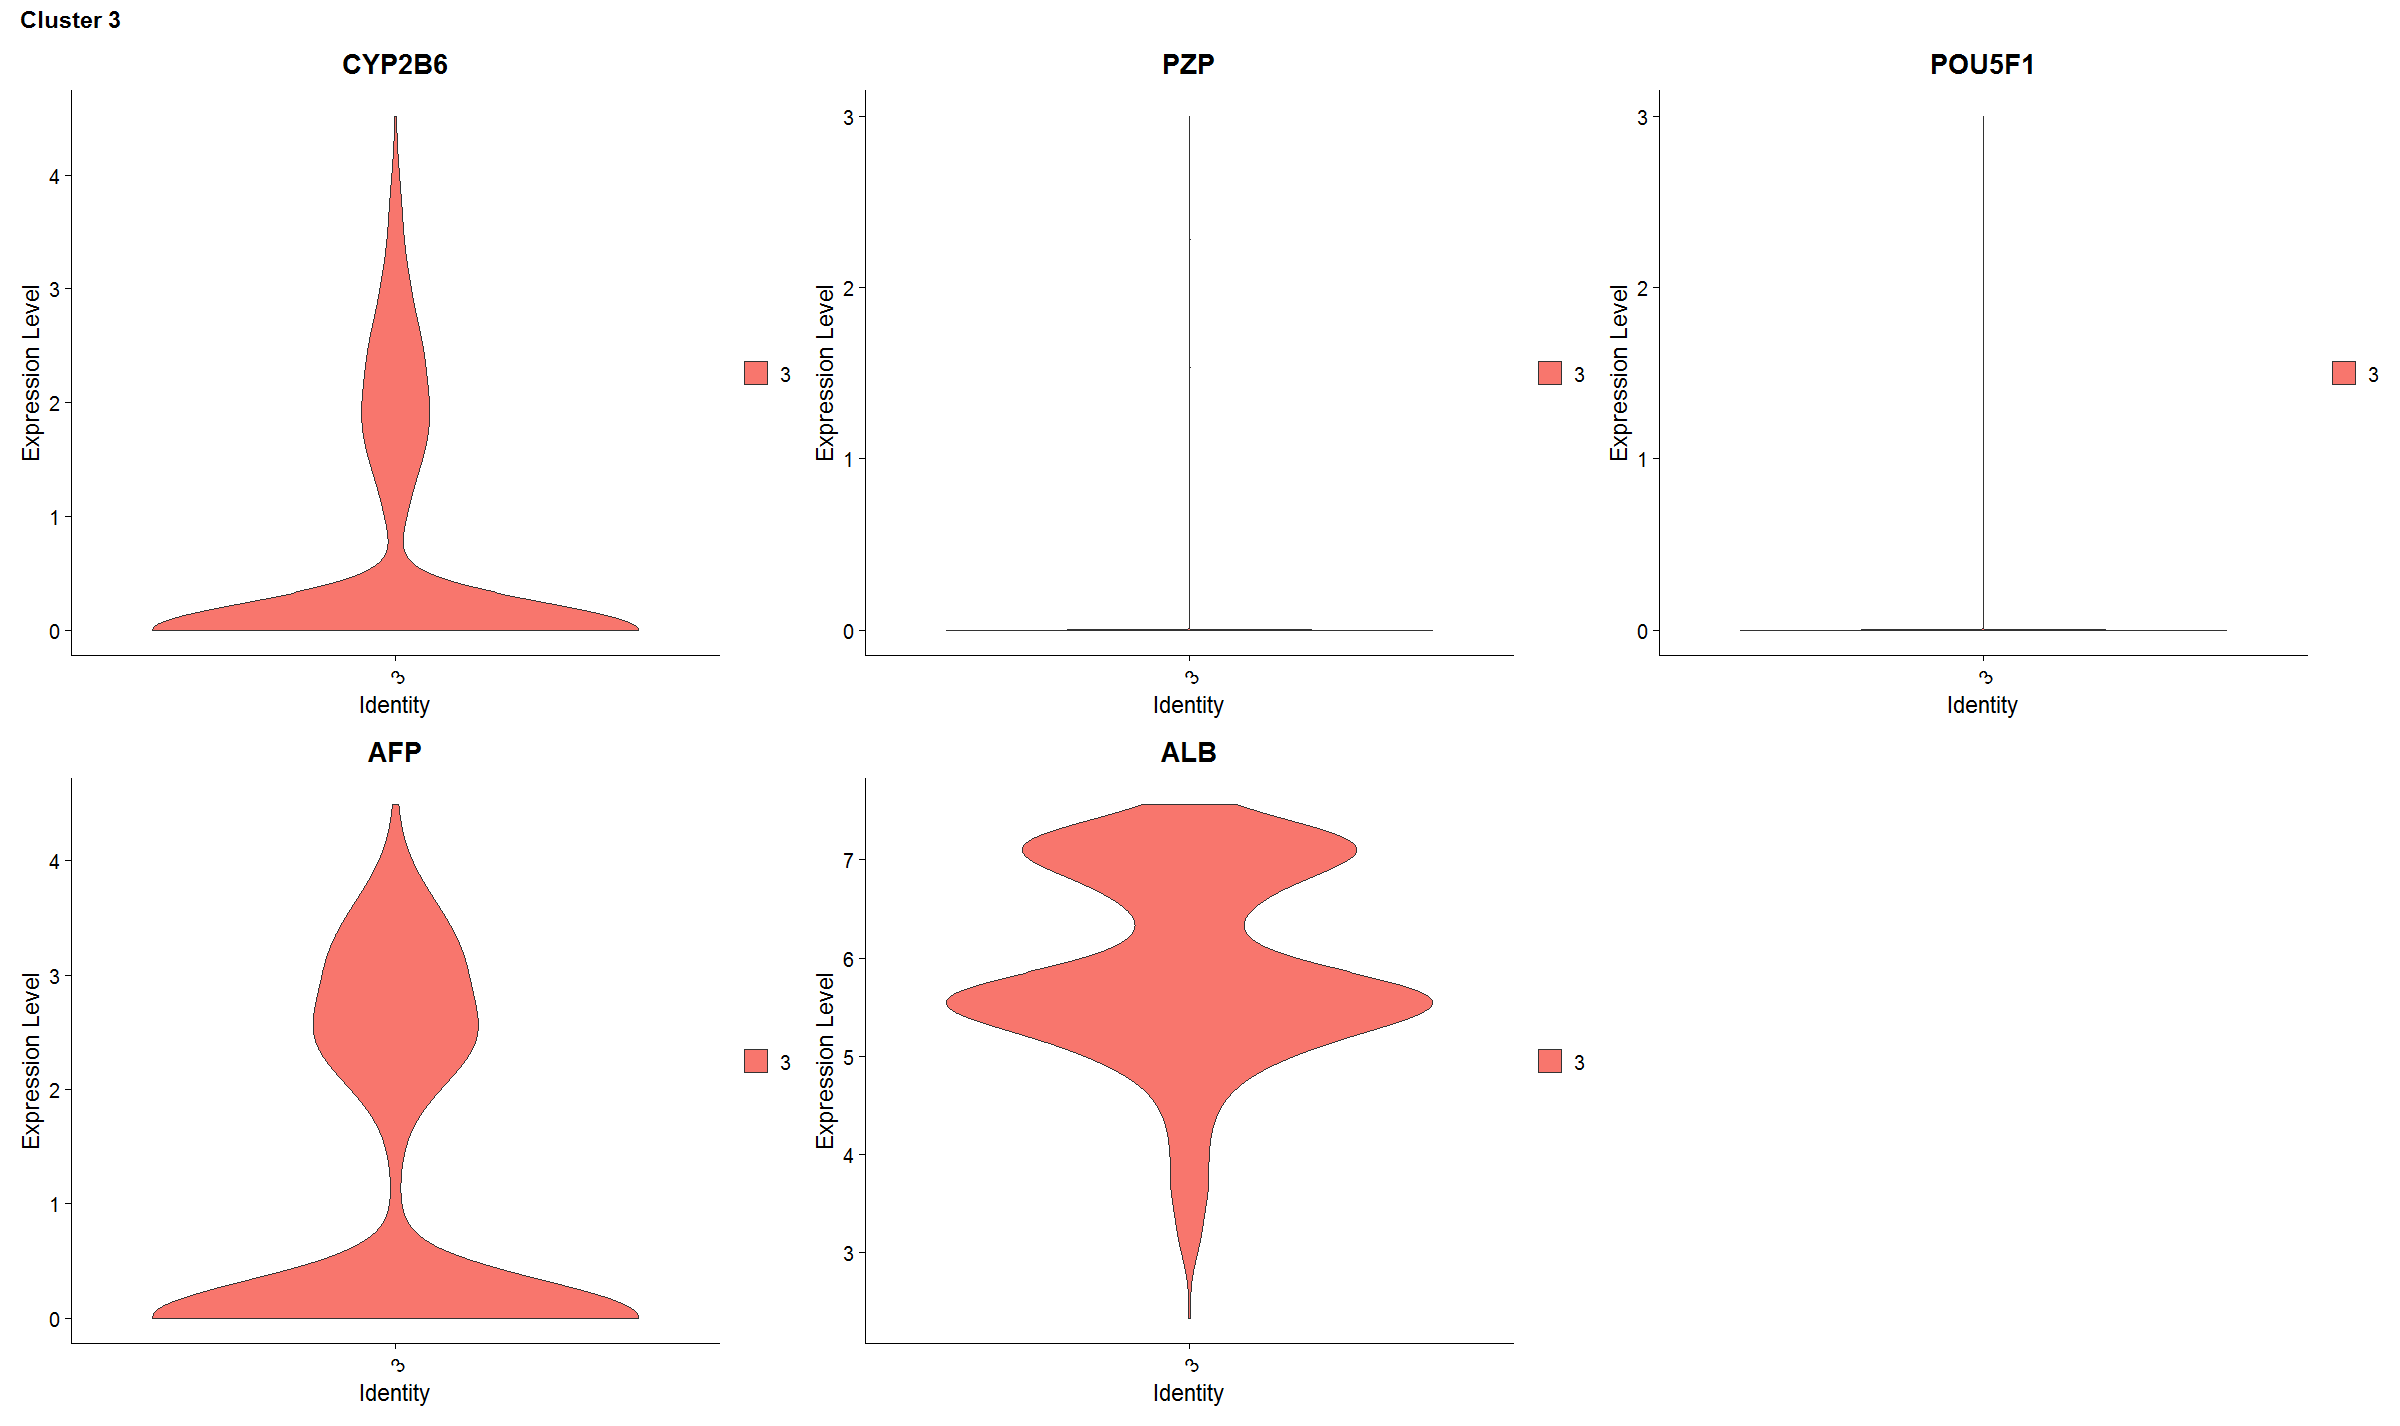 Cluster 3
CYP2B6
Expression Level
4
3
2
1
0
3
Identity
3
PZP
Expression Level
3
2
1
0
3
Identity
3
POU5F1
Expression Level
3
2
1
0
3
Identity
3
AFP
Expression Level
4
3
2
1
0
3
Identity
3
ALB
Expression Level
7
6
5
4
3
3
Identity
3